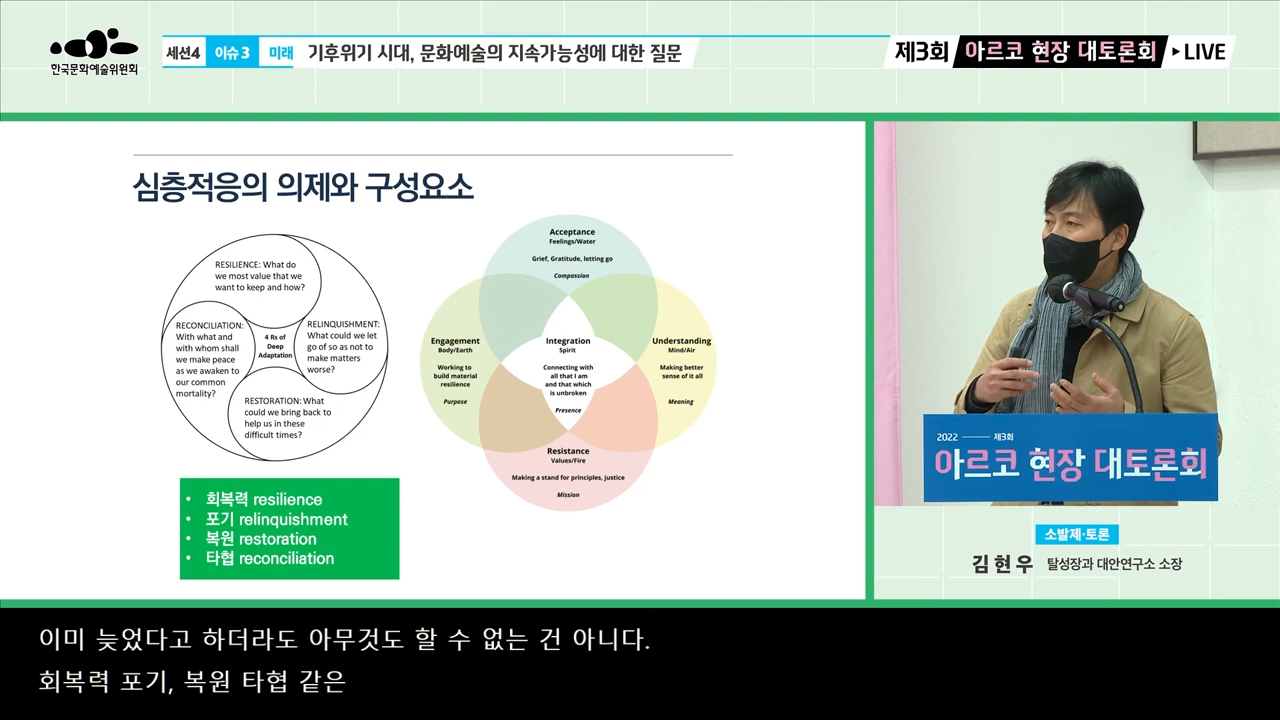 한국문화예술위원회
세션4 이슈 3 미래 기후위기 시대, 문화예술의 지속가능성에 대한 질문
제3회 아르코 현장 대토론회 LIVE
심층적응의 의제와 구성요소
RESILIENCE: What do
we most value that we
want to keep and how?
RECONCILIATION:
With what and
with whom shall
we make peace
as we awaken to
our common
mortality?
4 Rs of
Deep
Adaptation
RELINQUISHMENT:
What could we let
go of so as not to
make matters
worse?
RESTORATION: What
could we bring back to
help us in these
difficult times?
Acceptance
Feelings/Water
Grief, Gratitude, letting go
Compassion
Engagement
Body/Earth
Working to
build material
resilience
Purpose
Integration
Spirit
Connecting with
all that I am
and that which
is unbroken
Presence
Understanding
Mind/Air
Making better
sense of it all
Meaning
Resistance
Values/Fire
Making a stand for principles, justice
Mission
• 회복력 resilience
• 포기 relinquishment
• 복원 restoration
• 타협 reconciliation
2022 제3회
아르코 현장 대토론회
소발제·토론
김현우 탈성장과 대안연구소 소장
이미 늦었다고 하더라도 아무것도 할 수 없는 건 아니다.
회복력 포기, 복원 타협 같은